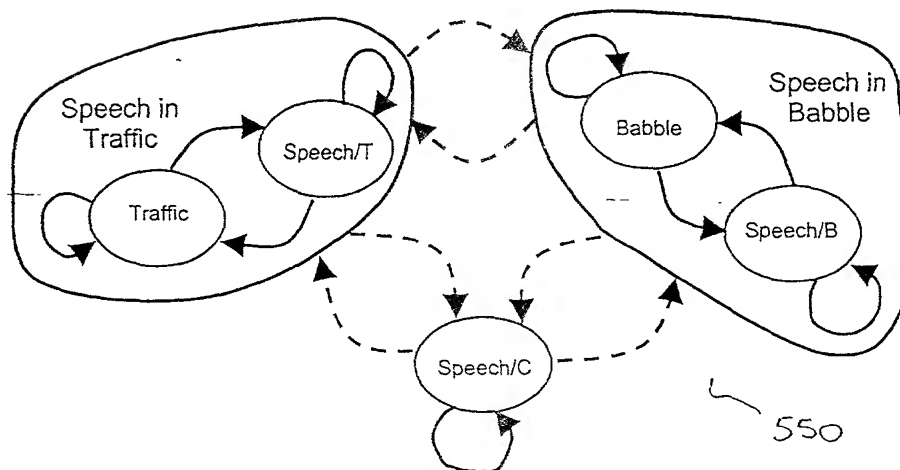 Speech in
Traffic
Speech/T
Traffic
Speech in
Babble
Babble
Speech/B
Speech/C
550